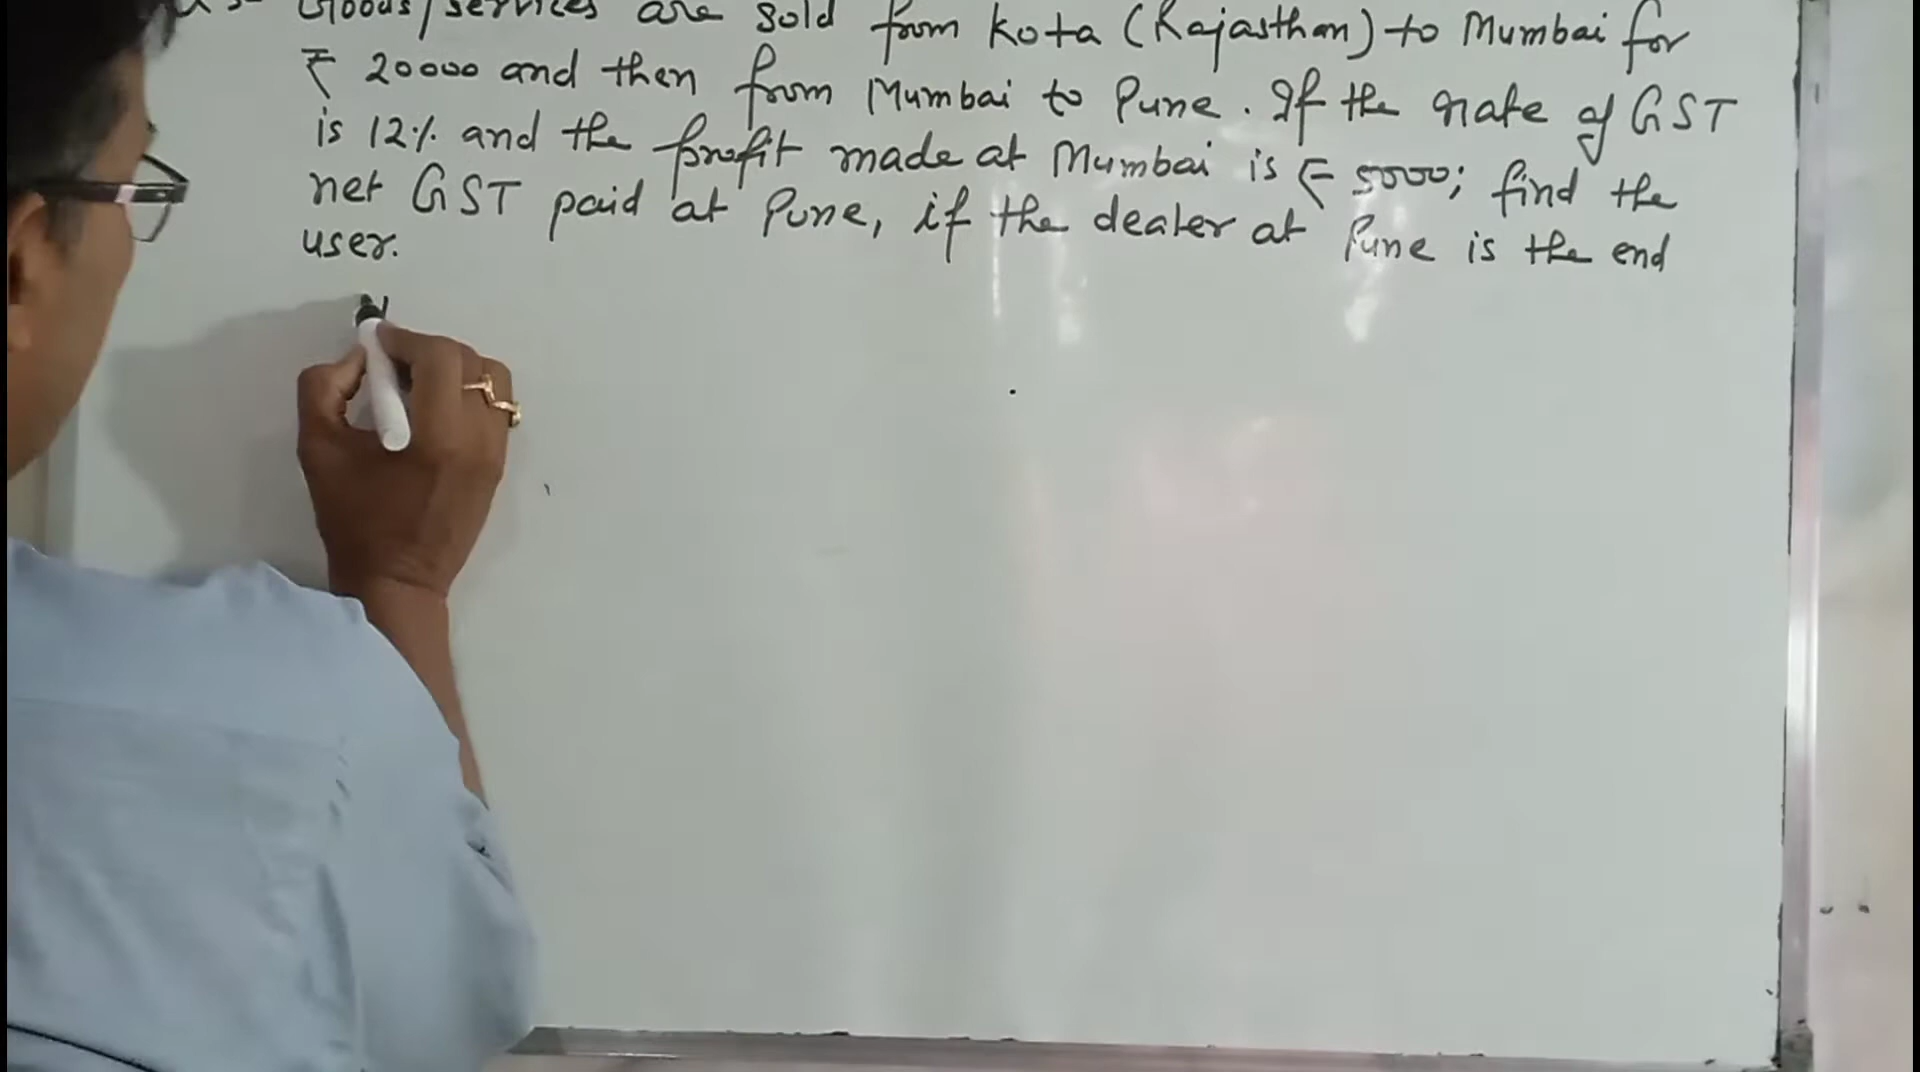 Goods/services are sold from Kota (Rajasthan) to Mumbai for
₹ 20000 and then from Mumbai to Pune. If the rate of GST
is 12% and the profit made at Mumbai is ₹ 5000; find the
net GST paid at Pune, if the dealer at Pune is the end
user.